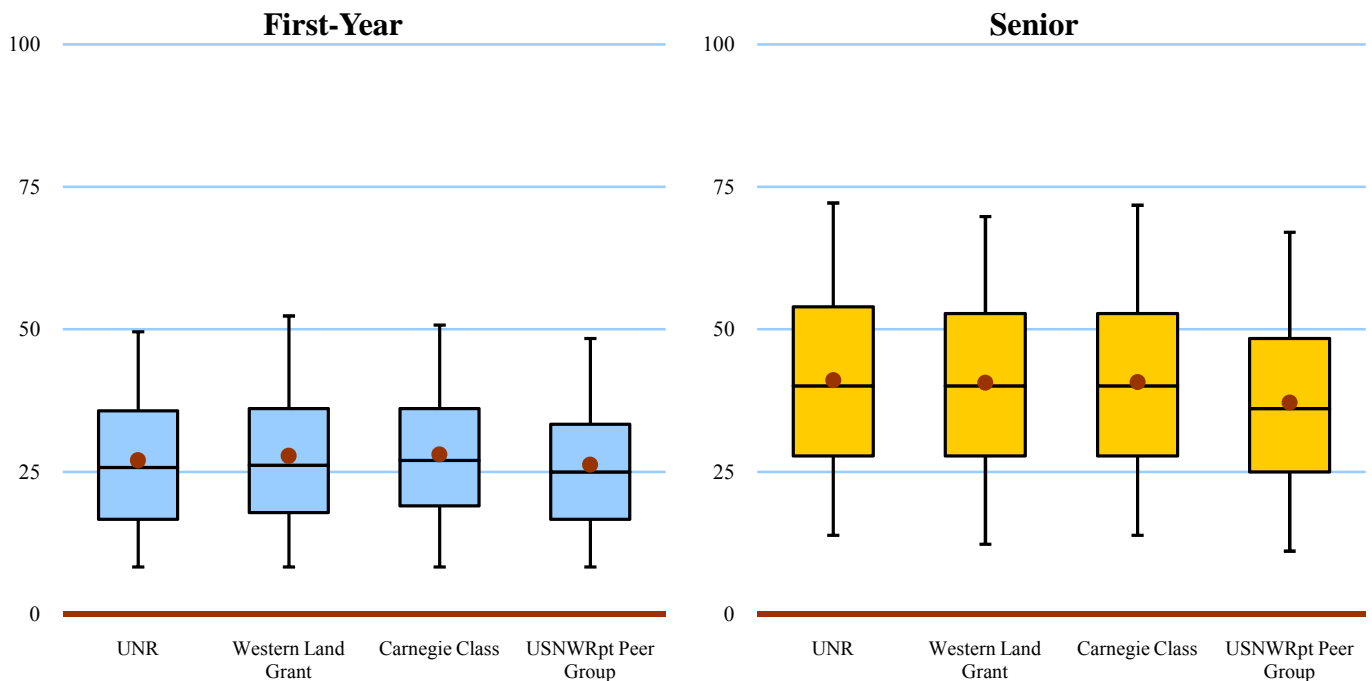 First-Year
100
75
50
25
0
UNR
Western Land
Grant
Carnegie Class
USNWRpt Peer
Group
Senior
100
75
50
25
0
UNR
Western Land
Grant
Carnegie Class
USNWRpt Peer
Group